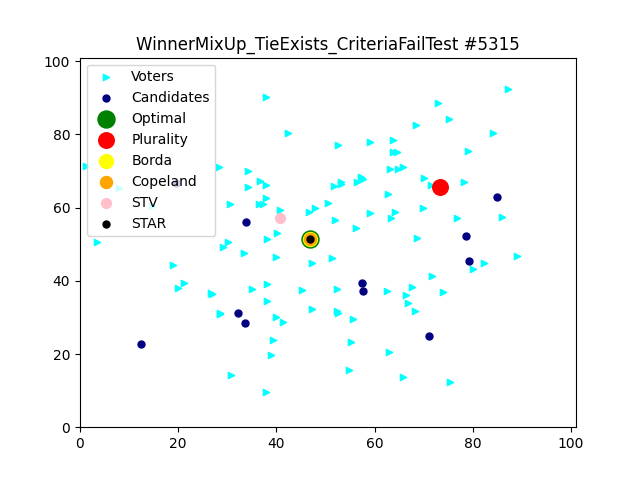 WinnerMixUp_TieExists_CriteriaFailTest #5315
100
80
60
40
20
0
Voters
Candidates
Optimal
Plurality
Borda
Copeland
STV
STAR
0 20 40 60 80 100